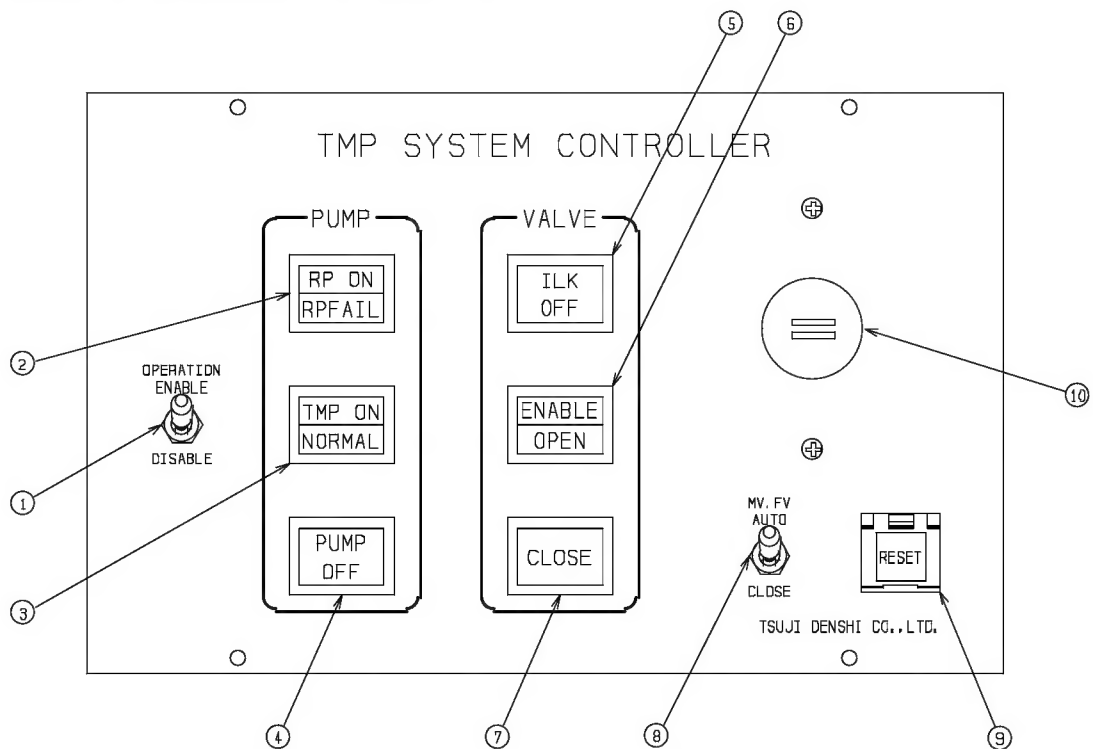 ⑤ ⑥
TMP SYSTEM CONTROLLER
PUMP VALVE
RP ON
RPFAIL
ILK
OFF
②
OPERATION
ENABLE
DISABLE
TMP ON
NORMAL
ENABLE
OPEN
⑩
①
③
PUMP
OFF
CLOSE
MV.FV
AUTO
CLOSE
RESET
TSUJI DENSHI CO.,LTD.
④ ⑦ ⑧ ⑨